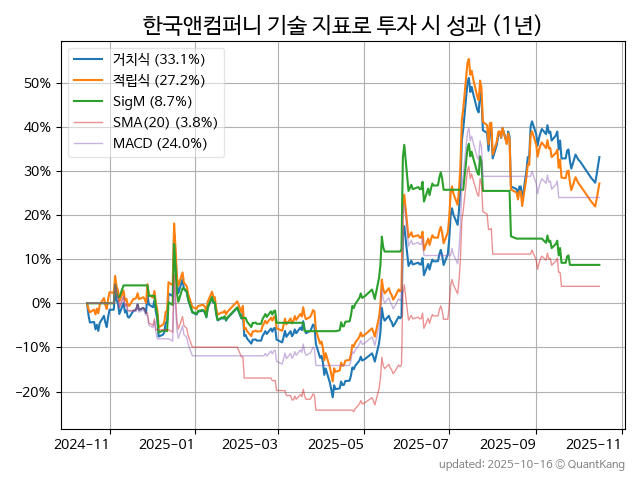 한국앤컴퍼니 기술 지표로 투자 시 성과 (1년)
거치식 (33.1%)
적립식 (27.2%)
SigM (8.7%)
SMA(20) (3.8%)
MACD (24.0%)
50%
40%
30%
20%
10%
0%
−10%
−20%
2024-11
2025-01
2025-03
2025-05
2025-07
2025-09
2025-11
updated: 2025-10-16 © QuantKang